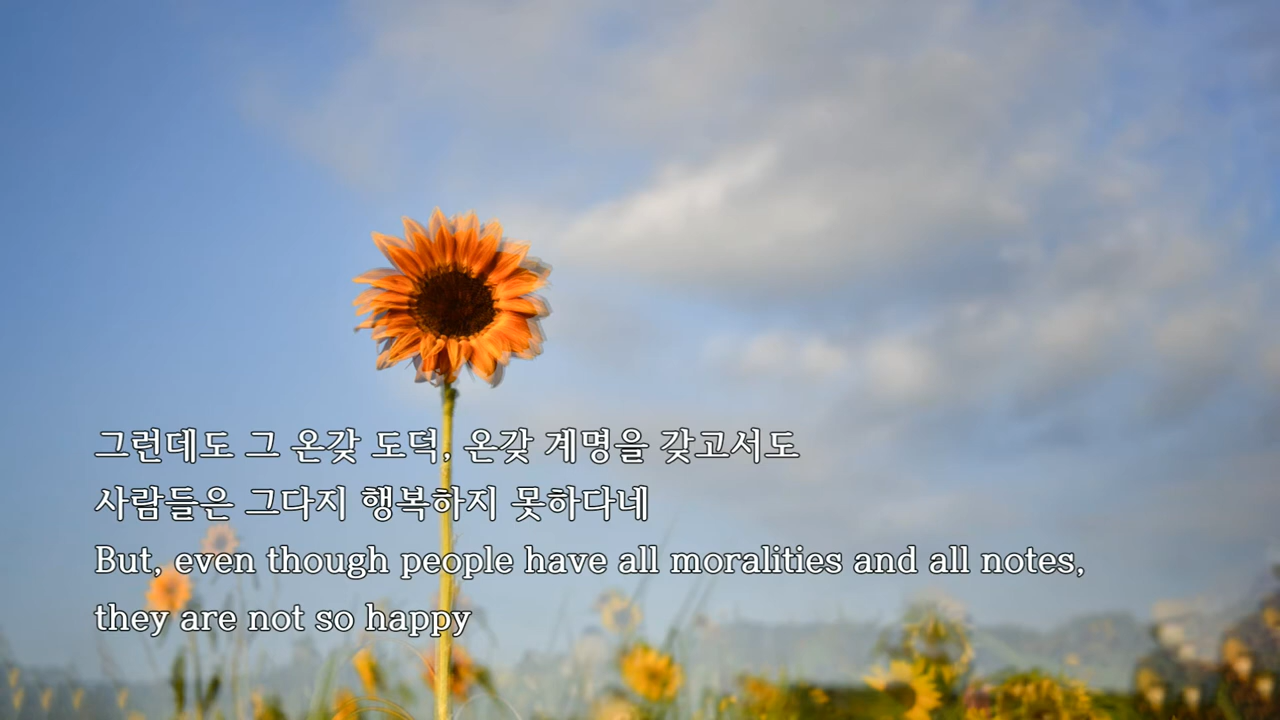 그런데도 그 온갖 도덕, 온갖 계명을 갖고서도
사람들은 그다지 행복하지 못하다네
But, even though people have all moralities and all notes,
they are not so happy